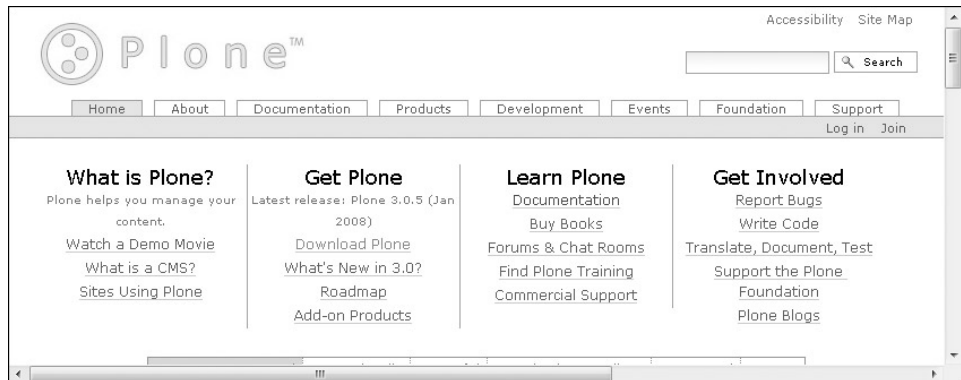 Accessibility Site Map
Plone™
Search
Home About Documentation Products Development Events Foundation Support
Log in Join
What is Plone?
Plone helps you manage your
content.
Watch a Demo Movie
What is a CMS?
Sites Using Plone
Get Plone
Latest release: Plone 3.0.5 (Jan
2008)
Download Plone
What's New in 3.0?
Roadmap
Add-on Products
Learn Plone
Documentation
Buy Books
Forums & Chat Rooms
Find Plone Training
Commercial Support
Get Involved
Report Bugs
Write Code
Translate, Document, Test
Support the Plone
Foundation
Plone Blogs